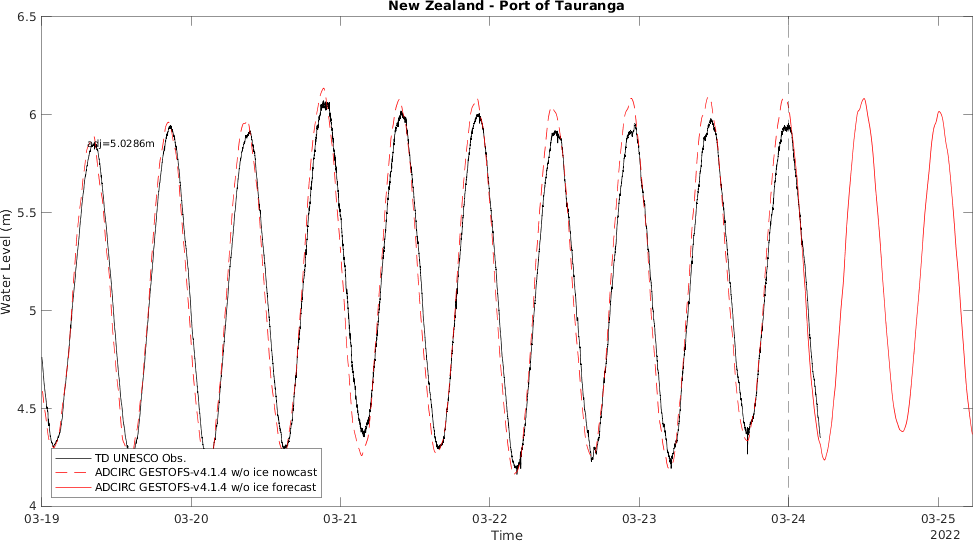 New Zealand - Port of Tauranga
6.5
6
5.5
5
4.5
4
Water Level (m)
adj=5.0286m
TD UNESCO Obs.
ADCIRC GESTOFS-v4.1.4 w/o ice nowcast
ADCIRC GESTOFS-v4.1.4 w/o ice forecast
03-19 03-20 03-21 03-22 03-23 03-24 03-25
Time
2022